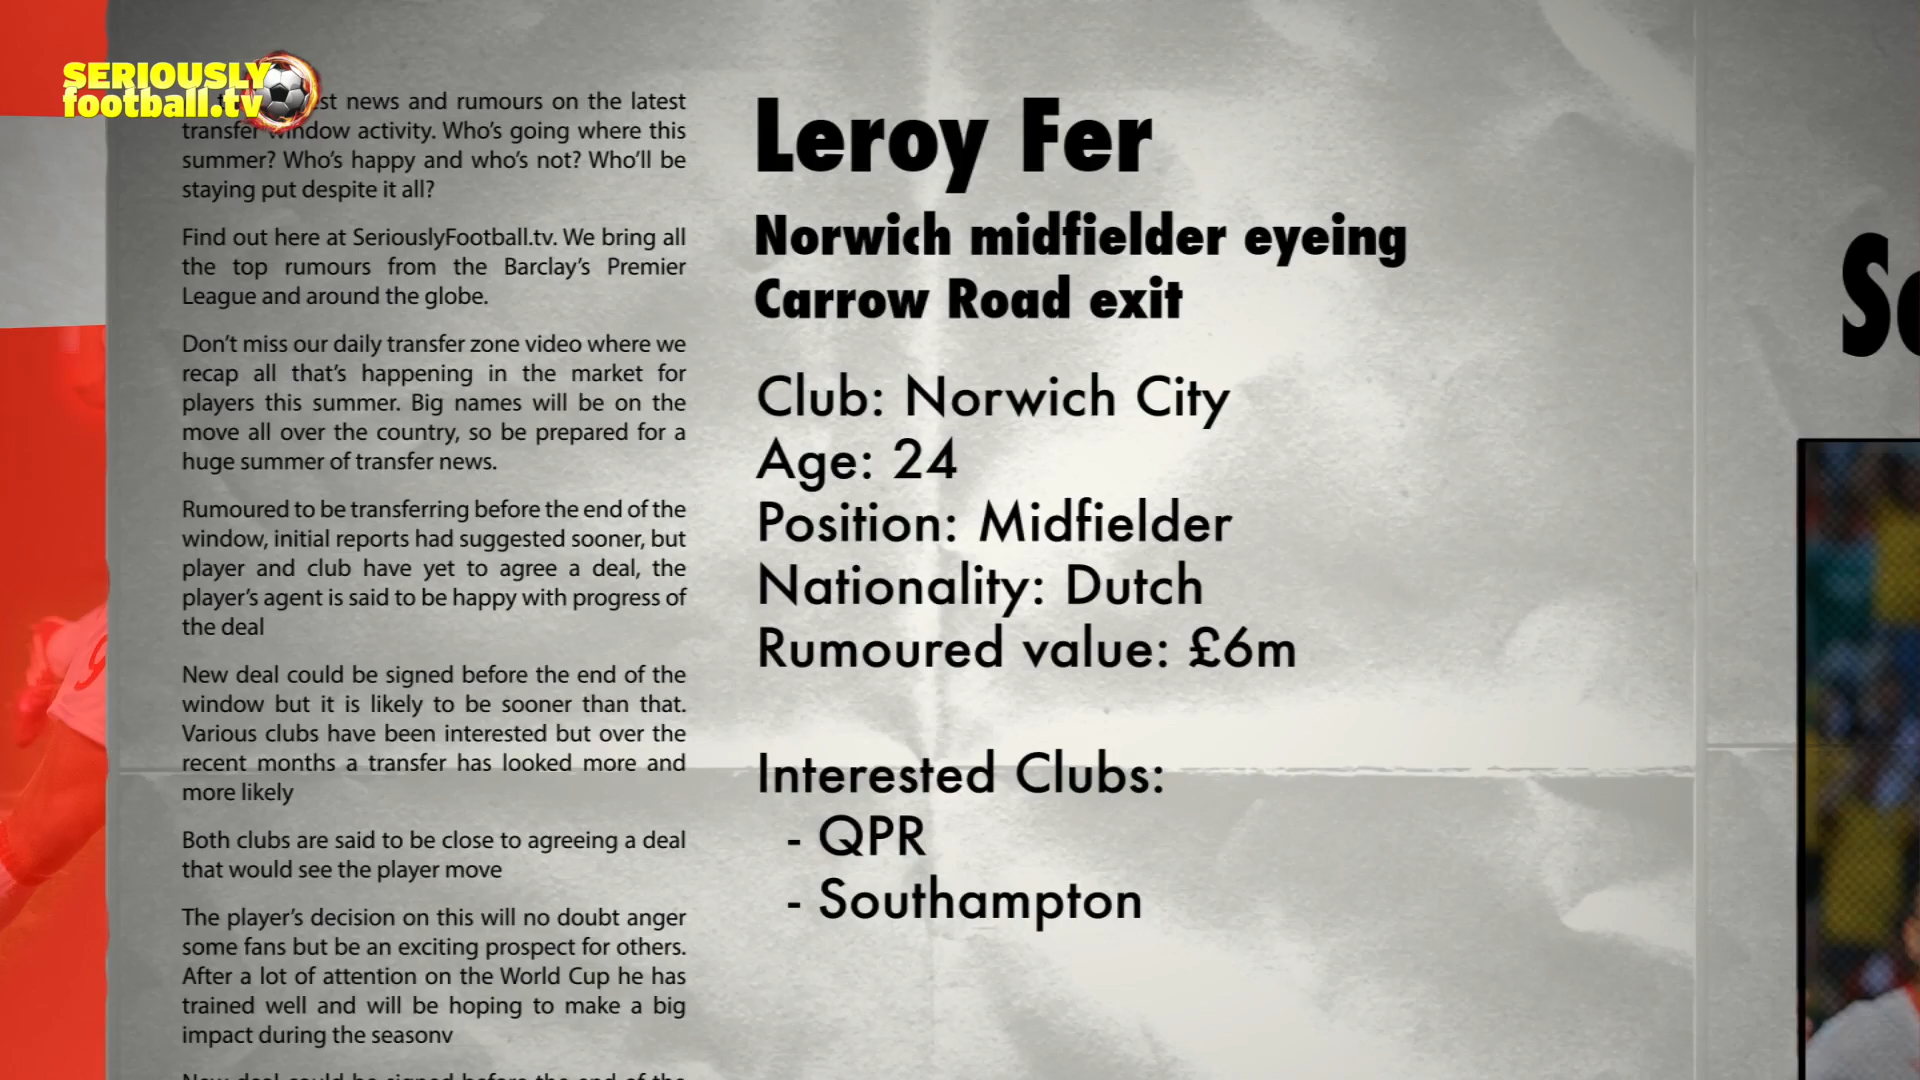 SERIOUSLY
football.tv
st news and rumours on the latest
transfer window activity. Who's going where this
summer? Who's happy and who's not? Who'll be
staying put despite it all?
Find out here at SeriouslyFootball.tv. We bring all
the top rumours from the Barclay's Premier
League and around the globe.
Don't miss our daily transfer zone video where we
recap all that's happening in the market for
players this summer. Big names will be on the
move all over the country, so be prepared for a
huge summer of transfer news.
Rumoured to be transferring before the end of the
window, initial reports had suggested sooner, but
player and club have yet to agree a deal, the
player's agent is said to be happy with progress of
the deal
New deal could be signed before the end of the
window but it is likely to be sooner than that.
Various clubs have been interested but over the
recent months a transfer has looked more and
more likely
Both clubs are said to be close to agreeing a deal
that would see the player move
The player's decision on this will no doubt anger
some fans but be an exciting prospect for others.
After a lot of attention on the World Cup he has
trained well and will be hoping to make a big
impact during the seasonv
New deal could be signed before the end of the
Leroy Fer
Norwich midfielder eyeing
Carrow Road exit
Club: Norwich City
Age: 24
Position: Midfielder
Nationality: Dutch
Rumoured value: £6m
Interested Clubs:
- QPR
- Southampton